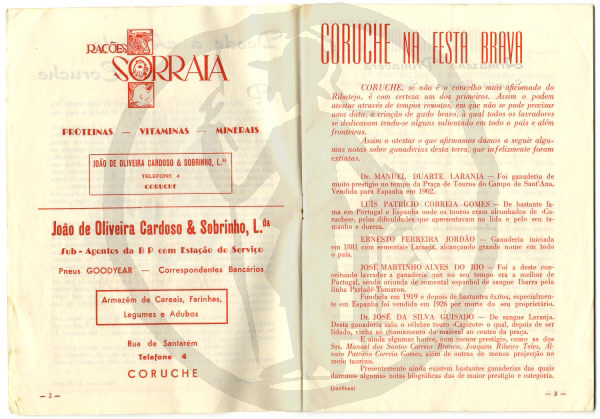 RAÇÕES
SORRAIA
PROTEINAS — VITAMINAS — MINERAIS
JOÃO DE OLIVEIRA CARDOSO & SOBRINHO, L.da
TELEFONE 4
CORUCHE
João de Oliveira Cardoso & Sobrinho, L.da
Sub-Agentes da B P com Estação de Serviço
Pneus GOODYEAR — Correspondentes Bancários
Armazém de Cereais, Farinhas,
Legumes e Adubos
Rua de Santarém
Telefone 4
CORUCHE
— 2 —
CORUCHE NA FESTA BRAVA
CORUCHE, se não é o concelho mais aficionado do
Ribatejo, é com certeza um dos primeiros. Assim o podem
atestar através de tempos remotos, em que não se pode precisar
uma data, a criação de gado bravo, à qual todos os lavradores
se dedicavam tendo-se alguns salientado em todo o país e além
fronteiras.
Assim a atestar o que afirmamos damos a seguir algu-
mas notas sobre ganaderias desta terra, que infelizmente foram
extintas.
Dr. MANUEL DUARTE LARANJA — Foi ganaderia de
muito prestígio no tempo da Praça de Touros do Campo de Sant'Ana,
Vendida para Espanha em 1902.
LUÍS PATRÍCIO CORREIA GOMES — De bastante fa-
ma em Portugal e Espanha onde os touros eram alcunhados de «Co-
ruches», pelas dificuldades que apresentavam na lida e pelo seu ta-
manho e dureza.
ERNESTO FERREIRA JORDÃO — Ganaderia iniciada
em 1881 com sementais Laranja, alcançando grande nome em todo
o país.
JOSÉ MARTINHO ALVES DO RIO — Foi a deste con-
ceituado lavrador a ganaderia que no seu tempo era a melhor de
Portugal, sendo oriunda de semental espanhol de sangue Ibarra pela
linha Parladé-Tamaron.
Fundada em 1919 e depois de bastantes êxitos, especialmen-
te em Espanha foi vendida em 1926 por morte do seu proprietário.
Dr. JOSÉ DA SILVA GUISADO — De sangue Laranja.
Desta ganadaria saíu o célebre touro «Capirote» o qual, depois de ser
lidado, vinha ao chamamento do maioral ao centro da praça.
E ainda algumas houve, com menor prestígio, como as dos
Srs. Manuel dos Santos Correia Branco, Joaquim Ribeiro Teles, Ál-
varo Patrício Correia Gomes, além de outras de menos projecção no
meio taurino.
Presentemente ainda existem bastantes ganaderias das quais
daremos algumas notas biográficas das de maior prestígio e categoria.
(continua)
— 3 —